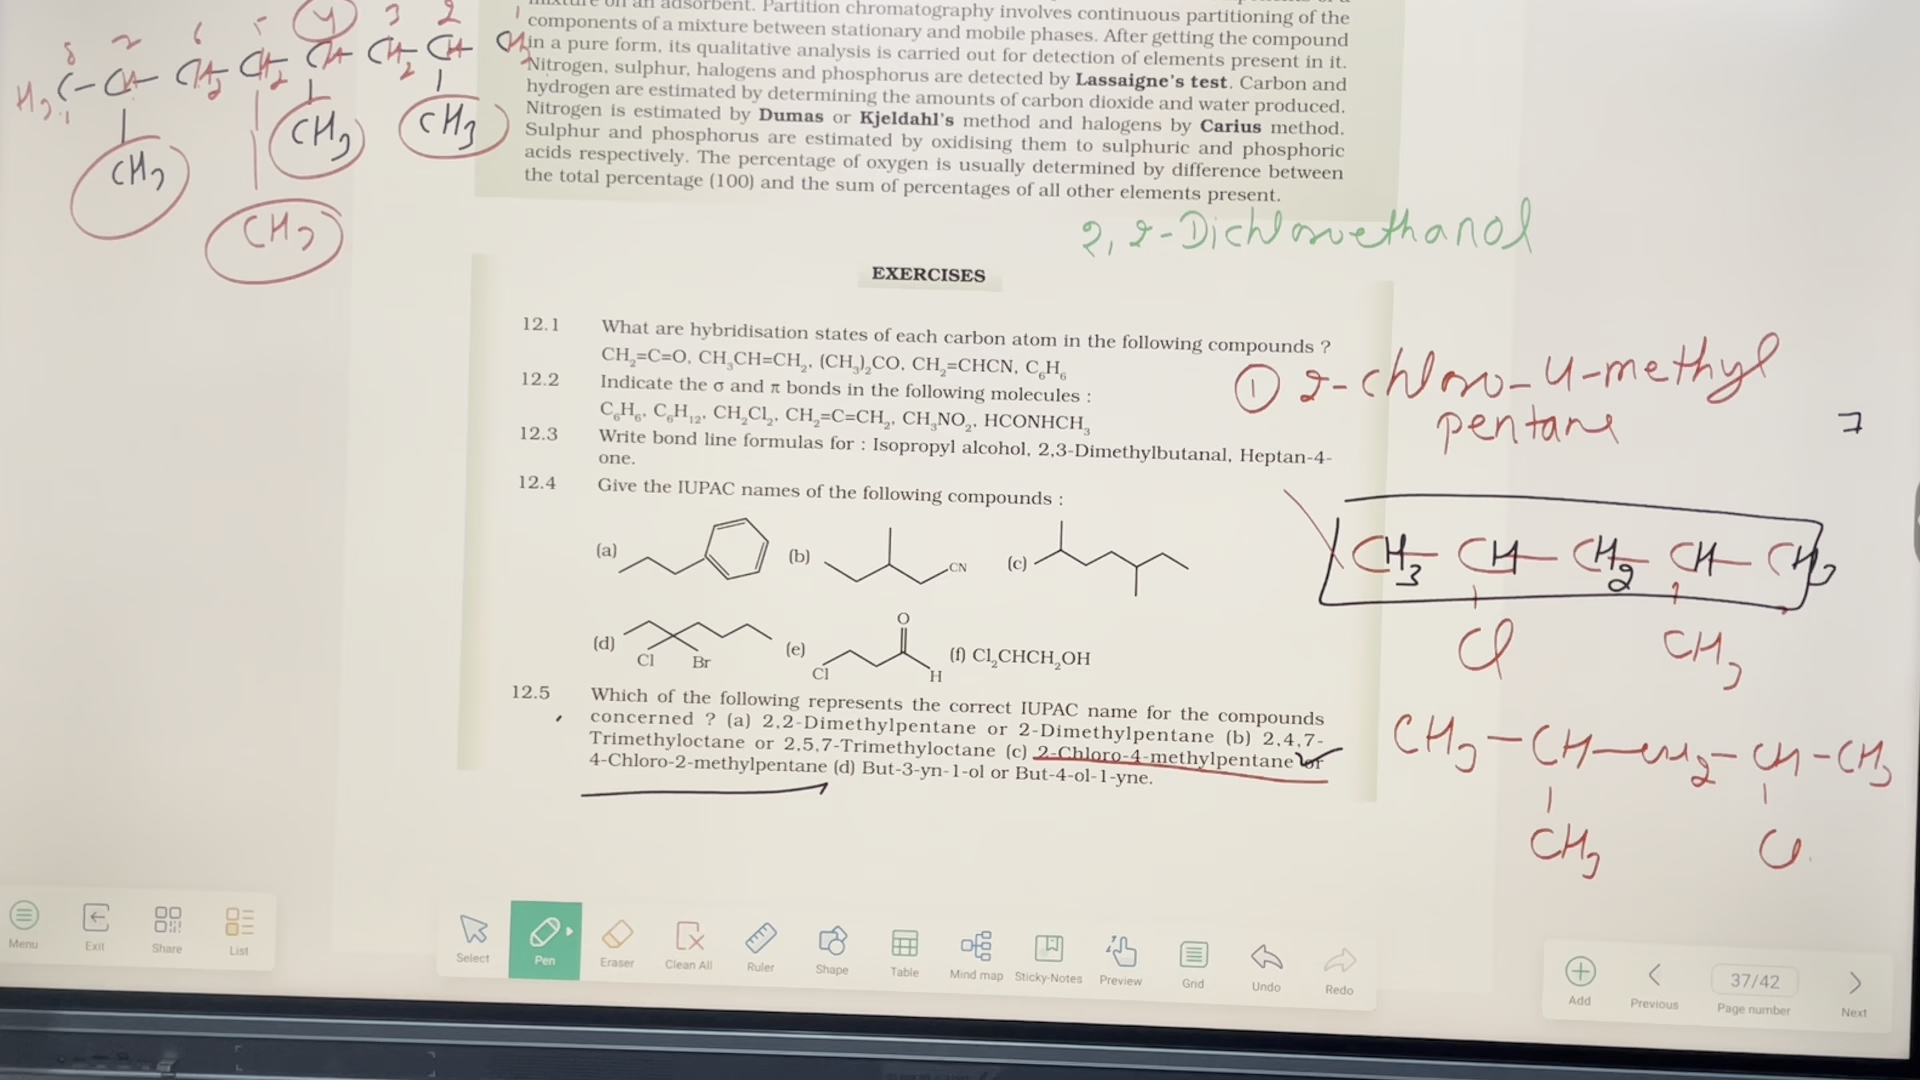 mixture on an adsorbent. Partition chromatography involves continuous partitioning of the
components of a mixture between stationary and mobile phases. After getting the compound
in a pure form, its qualitative analysis is carried out for detection of elements present in it.
Nitrogen, sulphur, halogens and phosphorus are detected by Lassaigne's test. Carbon and
hydrogen are estimated by determining the amounts of carbon dioxide and water produced.
Nitrogen is estimated by Dumas or Kjeldahl's method and halogens by Carius method.
Sulphur and phosphorus are estimated by oxidising them to sulphuric and phosphoric
acids respectively. The percentage of oxygen is usually determined by difference between
the total percentage (100) and the sum of percentages of all other elements present.
CH3 CH3
CH3
CH3
2,2-Dichloroethanol
EXERCISES
12.1 What are hybridisation states of each carbon atom in the following compounds ?
CH2=C=O, CH3CH=CH2, (CH3)2CO, CH2=CHCN, C6H6
12.2 Indicate the σ and π bonds in the following molecules :
C6H6, C6H12, CH2Cl2, CH2=C=CH2, CH3NO2, HCONHCH3
12.3 Write bond line formulas for : Isopropyl alcohol, 2,3-Dimethylbutanal, Heptan-4-
one.
12.4 Give the IUPAC names of the following compounds :
(a) (b) CN (c)
(d) Cl Br (e) Cl O H (f) Cl2CHCH2OH
12.5 Which of the following represents the correct IUPAC name for the compounds
concerned ? (a) 2,2-Dimethylpentane or 2-Dimethylpentane (b) 2,4,7-
Trimethyloctane or 2,5,7-Trimethyloctane (c) 2-Chloro-4-methylpentane or
4-Chloro-2-methylpentane (d) But-3-yn-1-ol or But-4-ol-1-yne.
① 2-chloro-4-methyl
pentane
CH3-CH-CH2-CH-CH3
Cl CH3
CH3-CH-CH2-CH-CH3
CH3 Cl
Menu Exit Share List
Select Pen Eraser Clean All Ruler Shape Table Mind map Sticky-Notes Preview Grid Undo Redo
Add Previous 37/42 Page number Next